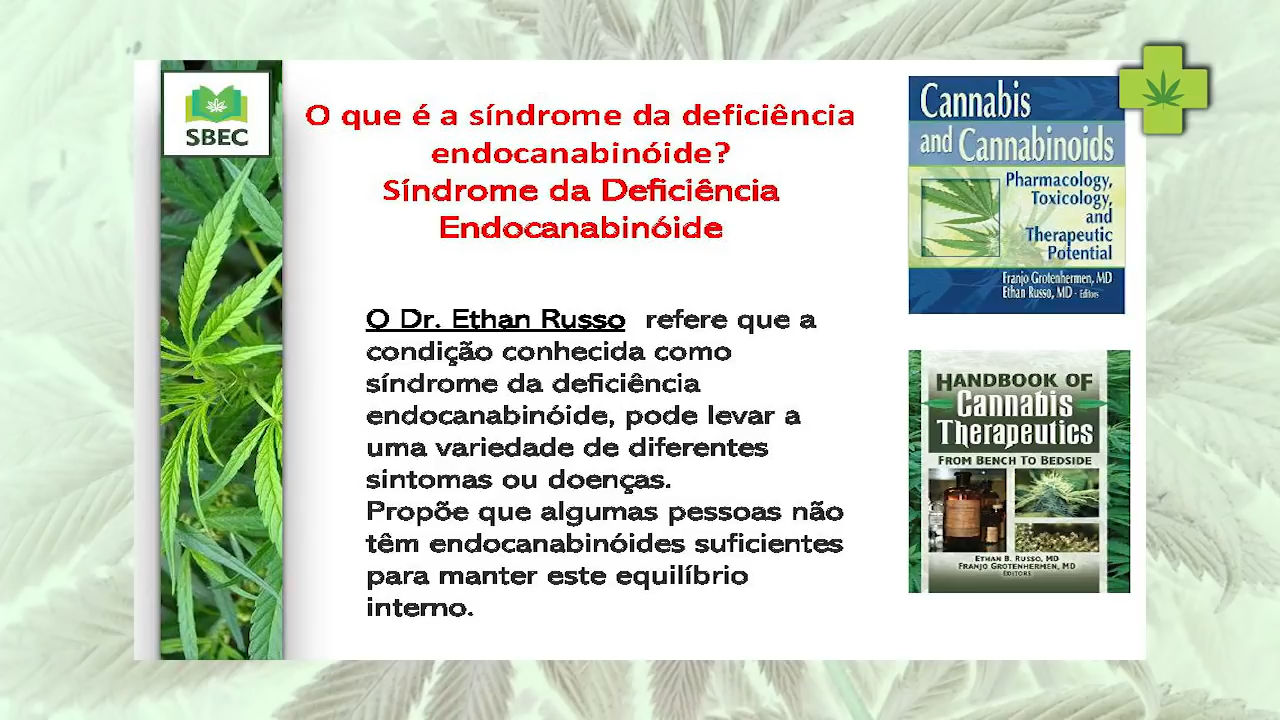 SBEC
O que é a síndrome da deficiência
endocanabinóide?
Síndrome da Deficiência
Endocanabinóide
O Dr. Ethan Russo refere que a
condição conhecida como
síndrome da deficiência
endocanabinóide, pode levar a
uma variedade de diferentes
sintomas ou doenças.
Propõe que algumas pessoas não
têm endocanabinóides suficientes
para manter este equilíbrio
interno.
Cannabis
and Cannabinoids
Pharmacology,
Toxicology,
and
Therapeutic
Potential
Franjo Grotenhermen, MD
Ethan Russo, MD - Editors
HANDBOOK OF
Cannabis
Therapeutics
FROM BENCH TO BEDSIDE
ETHAN B. RUSSO, MD
FRANJO GROTENHERMEN, MD
EDITORS